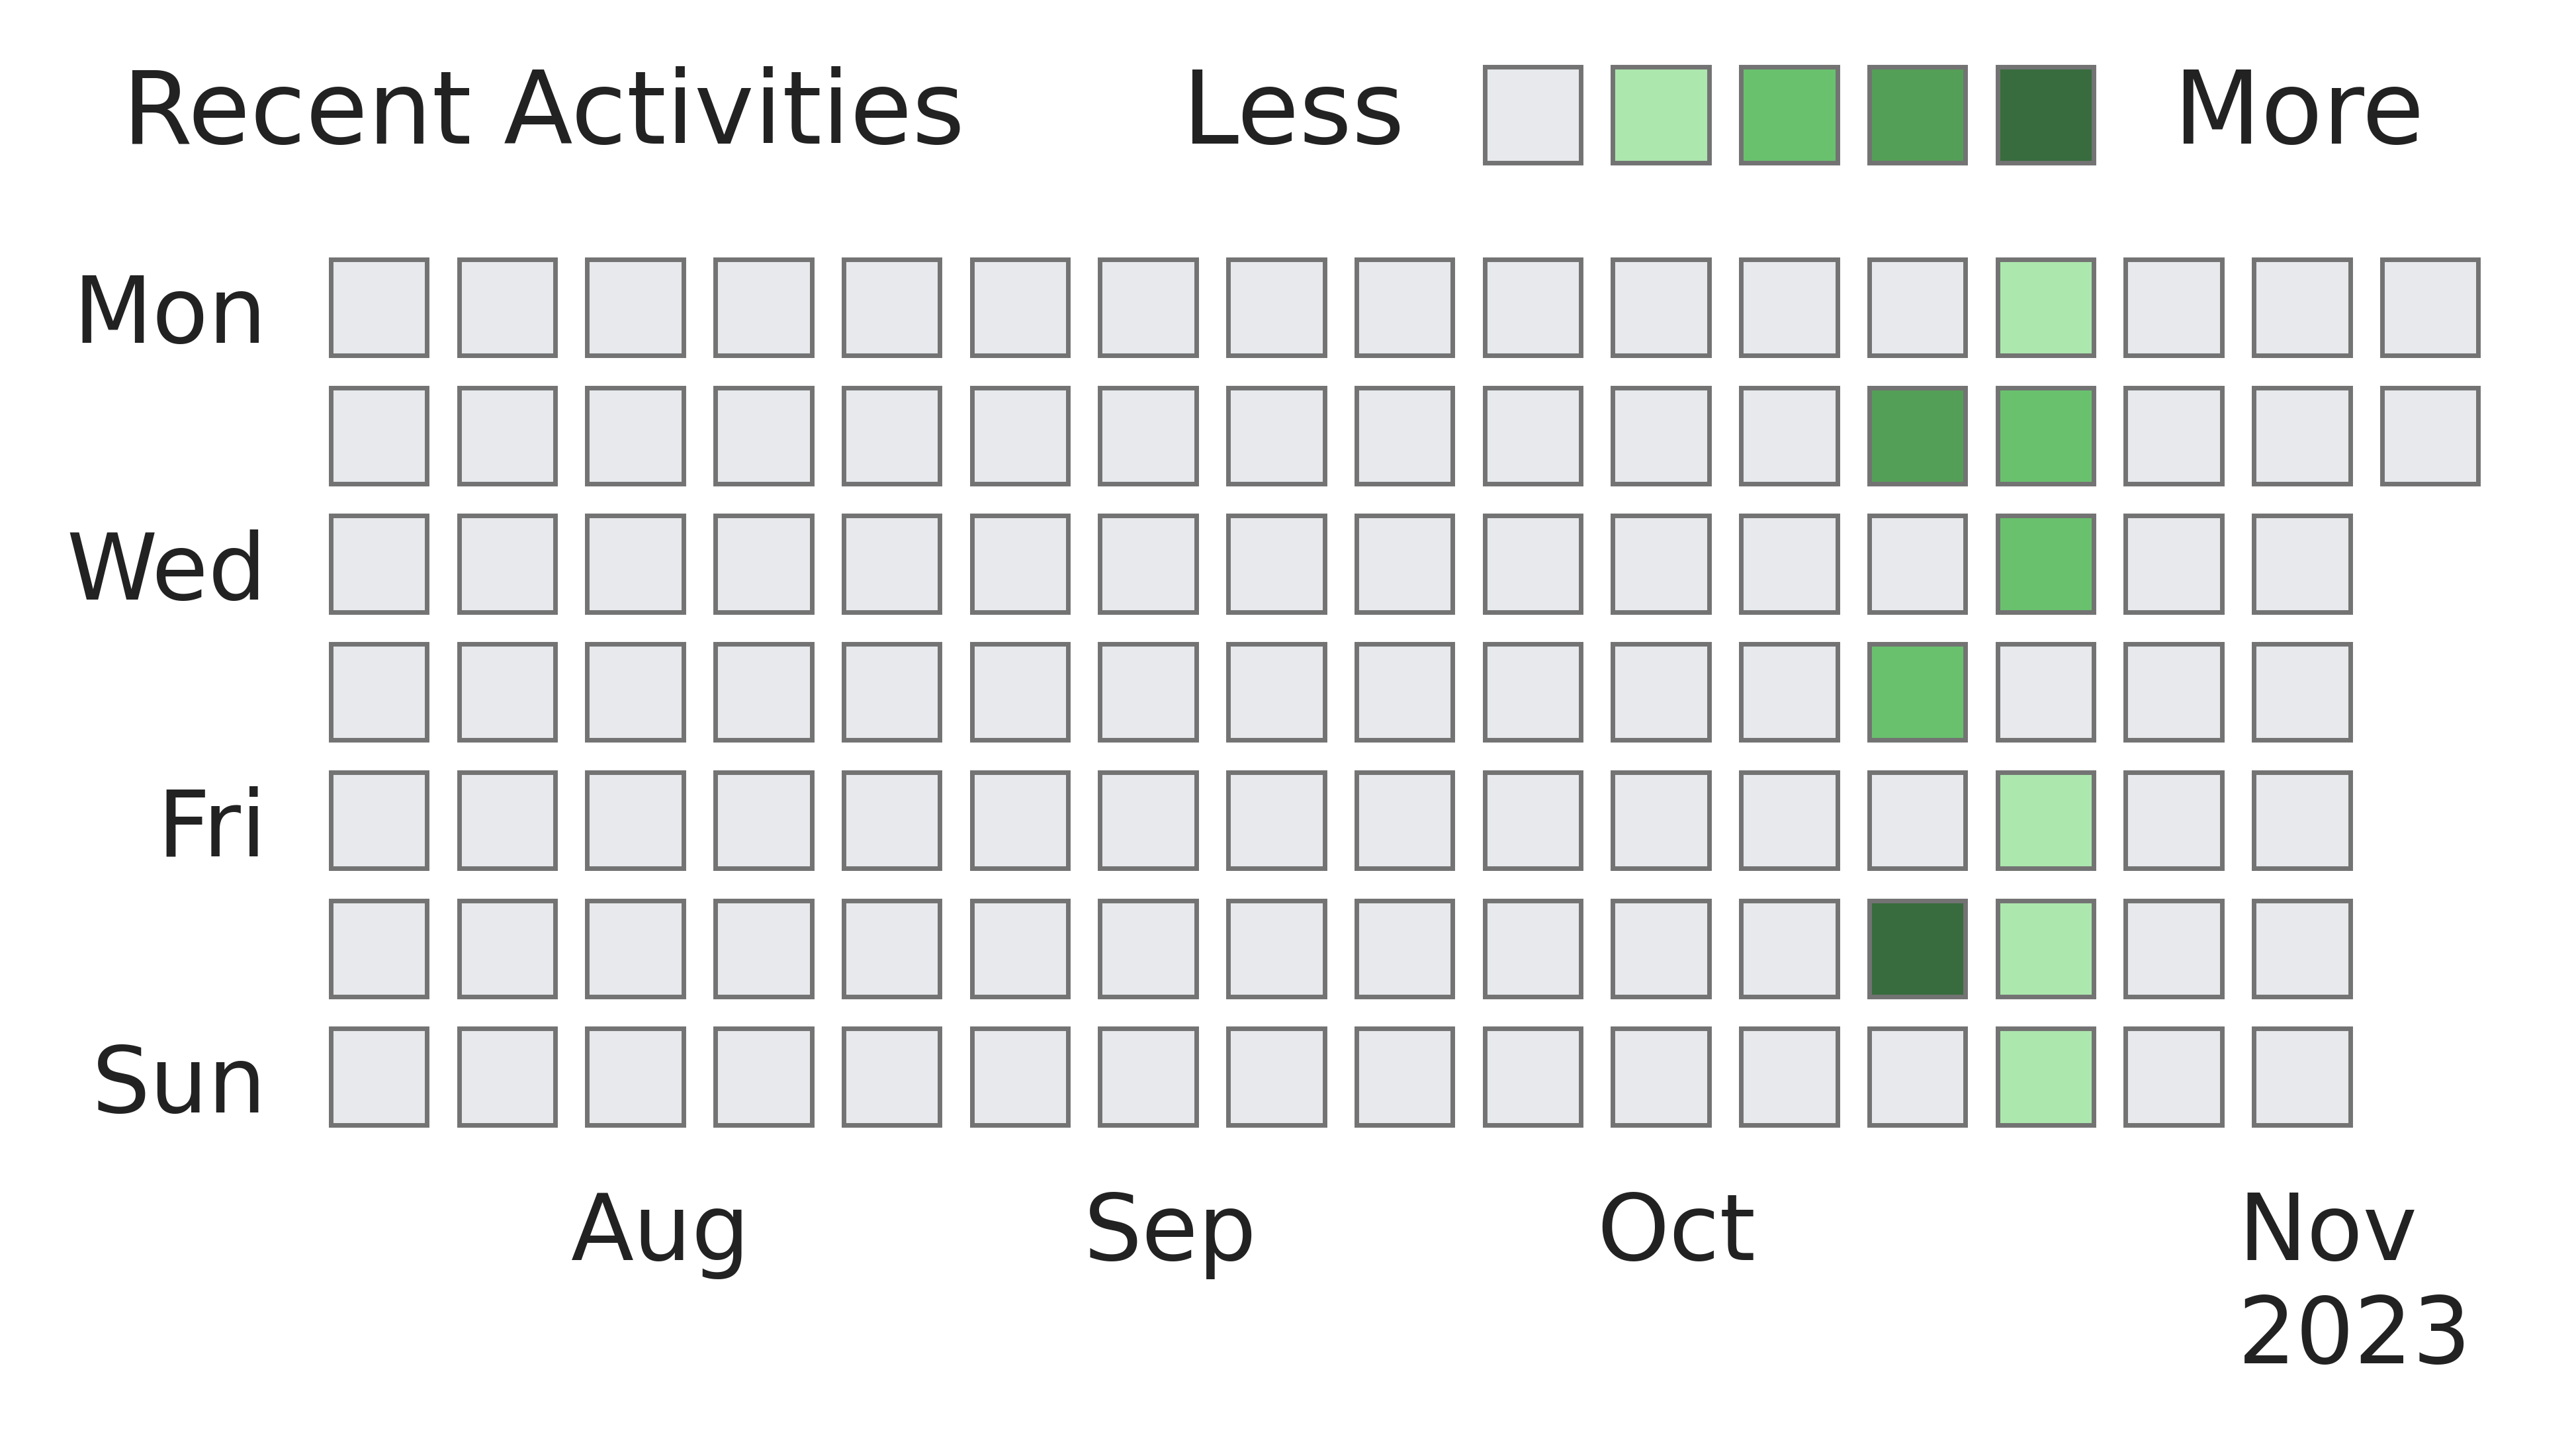 Recent Activities
Less
More
Mon
Wed
Fri
Sun
Aug
Sep
Oct
Nov
2023